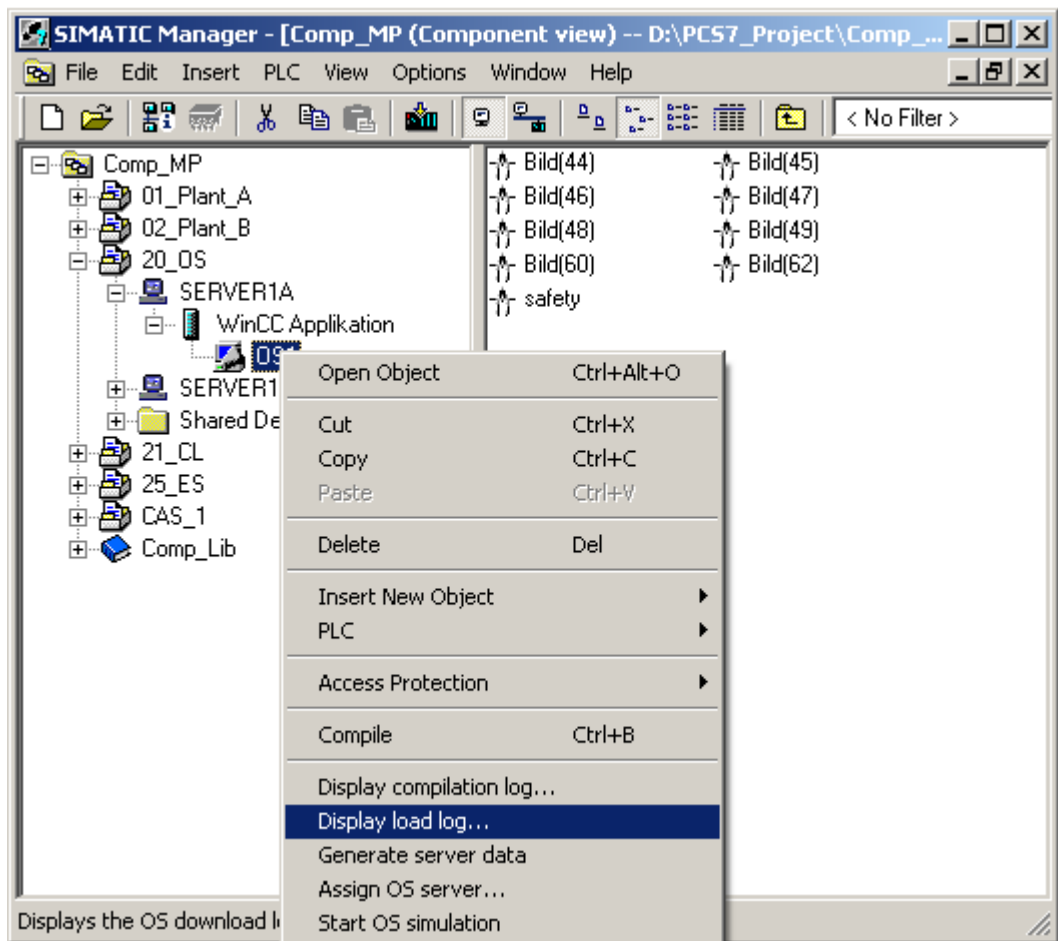 SIMATIC Manager - [Comp_MP (Component view) -- D:\PCS7_Project\Comp_...
File Edit Insert PLC View Options Window Help
< No Filter >
Comp_MP
01_Plant_A
02_Plant_B
20_OS
SERVER1A
WinCC Applikation
OS1
SERVER1
Shared De
21_CL
25_ES
CAS_1
Comp_Lib
Bild(44) Bild(45)
Bild(46) Bild(47)
Bild(48) Bild(49)
Bild(60) Bild(62)
safety
Open Object Ctrl+Alt+O
Cut Ctrl+X
Copy Ctrl+C
Paste Ctrl+V
Delete Del
Insert New Object
PLC
Access Protection
Compile Ctrl+B
Display compilation log...
Display load log...
Generate server data
Assign OS server...
Start OS simulation
Displays the OS download l